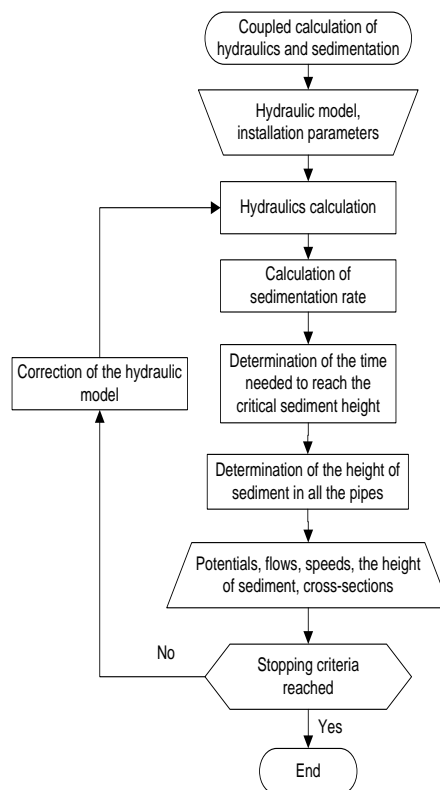 Coupled calculation of
hydraulics and sedimentation
Hydraulic model,
installation parameters
Hydraulics calculation
Calculation of
sedimentation rate
Correction of the hydraulic
model
Determination of the time
needed to reach the
critical sediment height
Determination of the height of
sediment in all the pipes
Potentials, flows, speeds, the height
of sediment, cross-sections
No
Stopping criteria
reached
Yes
End